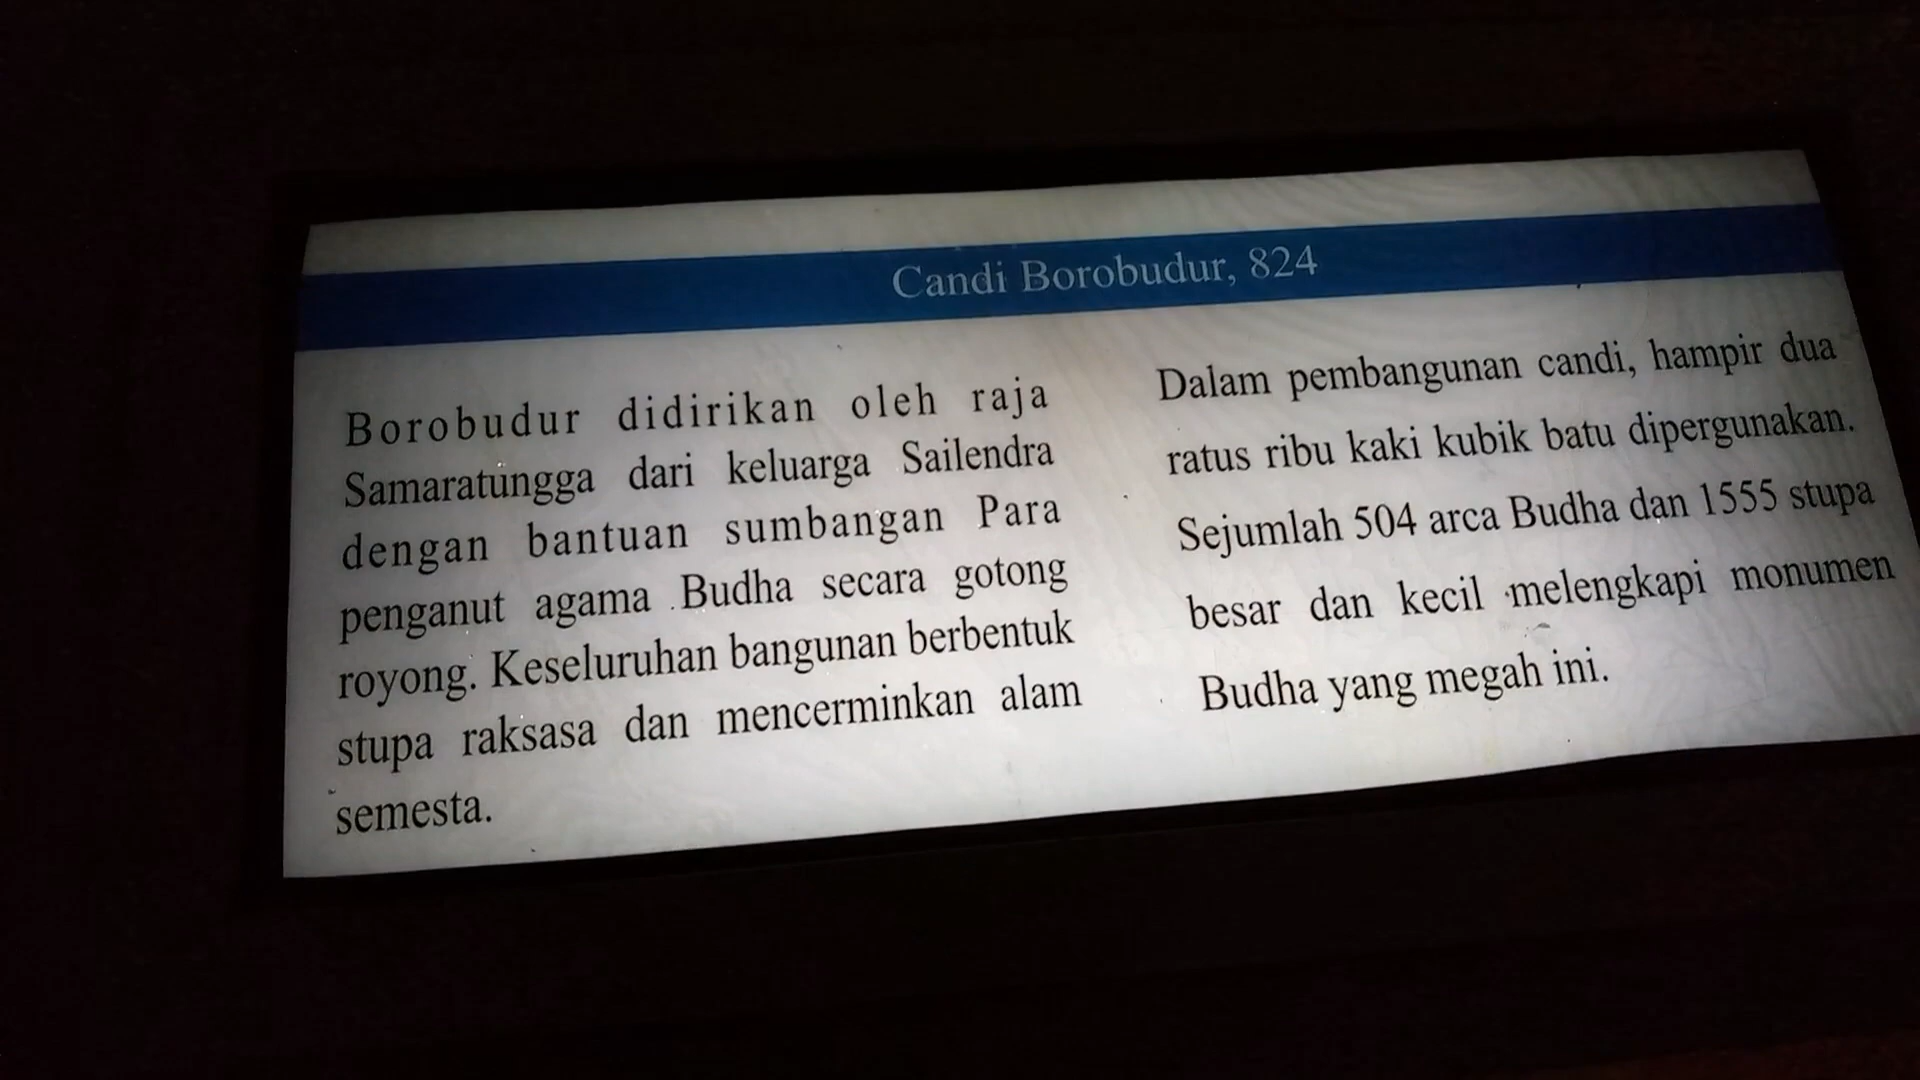 Candi Borobudur, 824
Borobudur didirikan oleh raja
Samaratungga dari keluarga Sailendra
dengan bantuan sumbangan Para
penganut agama Budha secara gotong
royong. Keseluruhan bangunan berbentuk
stupa raksasa dan mencerminkan alam
semesta.
Dalam pembangunan candi, hampir dua
ratus ribu kaki kubik batu dipergunakan.
Sejumlah 504 arca Budha dan 1555 stupa
besar dan kecil melengkapi monumen
Budha yang megah ini.